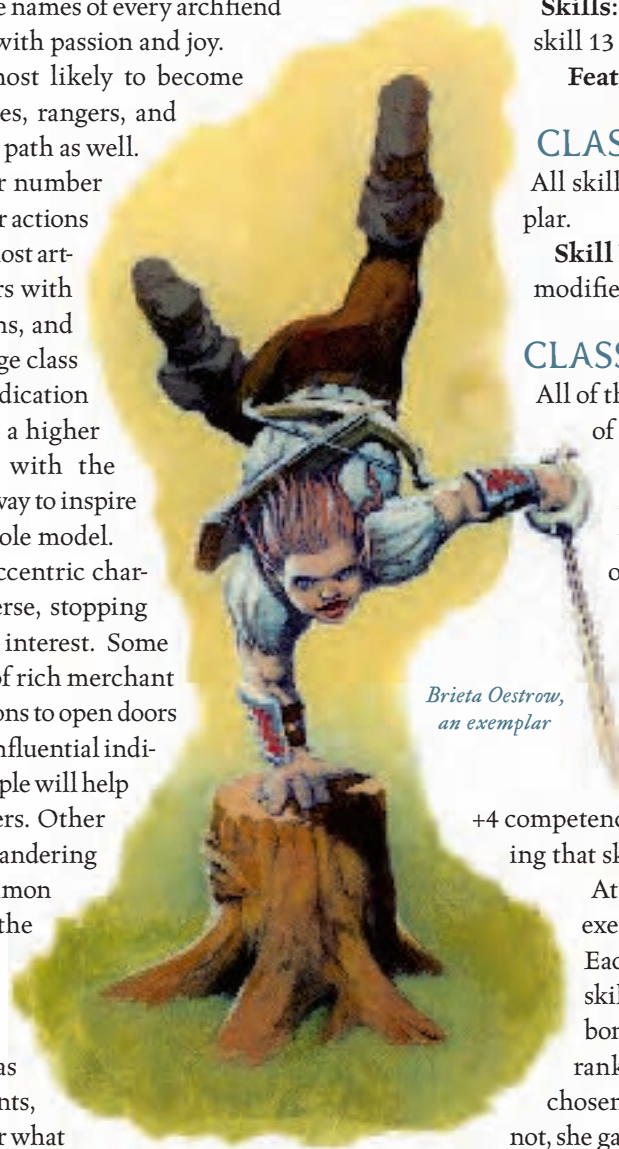 e names of every archfiend
with passion and joy.
nost likely to become
es, rangers, and
path as well.
r number
r actions
ost art-
rs with
ns, and
ge class
dication
a higher
with the
way to inspire
ole model.
ccentric char-
erse, stopping
interest. Some
of rich merchant
ons to open doors
nfluential indi-
ple will help
ers. Other
andering
mmon
the
as
nts,
r what
Brieta Oestrow,
an exemplar
Skills:
skill 13
Feat
CLAS
All skill
plar.
Skill
modifie
CLASS
All of th
of
o
+4 competenc
ing that sk
At
exe
Eac
skil
bor
rank
chosen
not, she ga